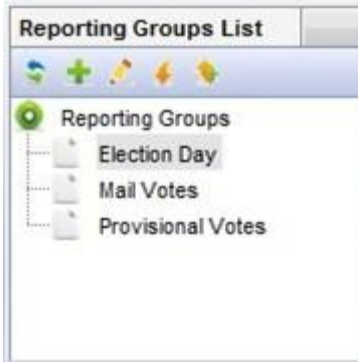 Reporting Groups List
Reporting Groups
Election Day
Mail Votes
Provisional Votes